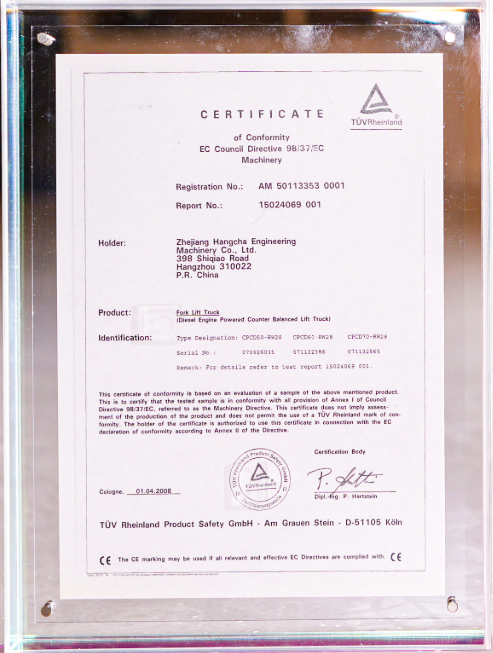 CERTIFICATE
TÜVRheinland
®
of Conformity
EC Council Directive 98/37/EC
Machinery
Registration No.: AM 50113353 0001
Report No.: 15024069 001
Holder: Zhejiang Hangcha Engineering
Machinery Co., Ltd.
398 Shiqiao Road
Hangzhou 310022
P.R. China
Product: Fork Lift Truck
(Diesel Engine Powered Counter Balanced Lift Truck)
Identification: Type Designation: CPCD50-RW28 CPCD60-RW28 CPCD70-RW28
Serial No.: 070926015 071132386 071132565
Remark: For details refer to test report 15024069 001.
This certificate of conformity is based on an evaluation of a sample of the above mentioned product.
This is to certify that the tested sample is in conformity with all provision of Annex I of Council
Directive 98/37/EC, referred to as the Machinery Directive. This certificate does not imply assess-
ment of the production of the product and does not permit the use of a TÜV Rheinland mark of con-
formity. The holder of the certificate is authorized to use this certificate in connection with the EC
declaration of conformity according to Annex II of the Directive.
Certification Body
TÜV Rheinland Product Safety GmbH
TÜVRheinland
Zertifizierungsstelle
Cologne, 01.04.2008
Dipl.-Ing. P. Hartstein
TÜV Rheinland Product Safety GmbH - Am Grauen Stein - D-51105 Köln
CE The CE marking may be used if all relevant and effective EC Directives are complied with. CE